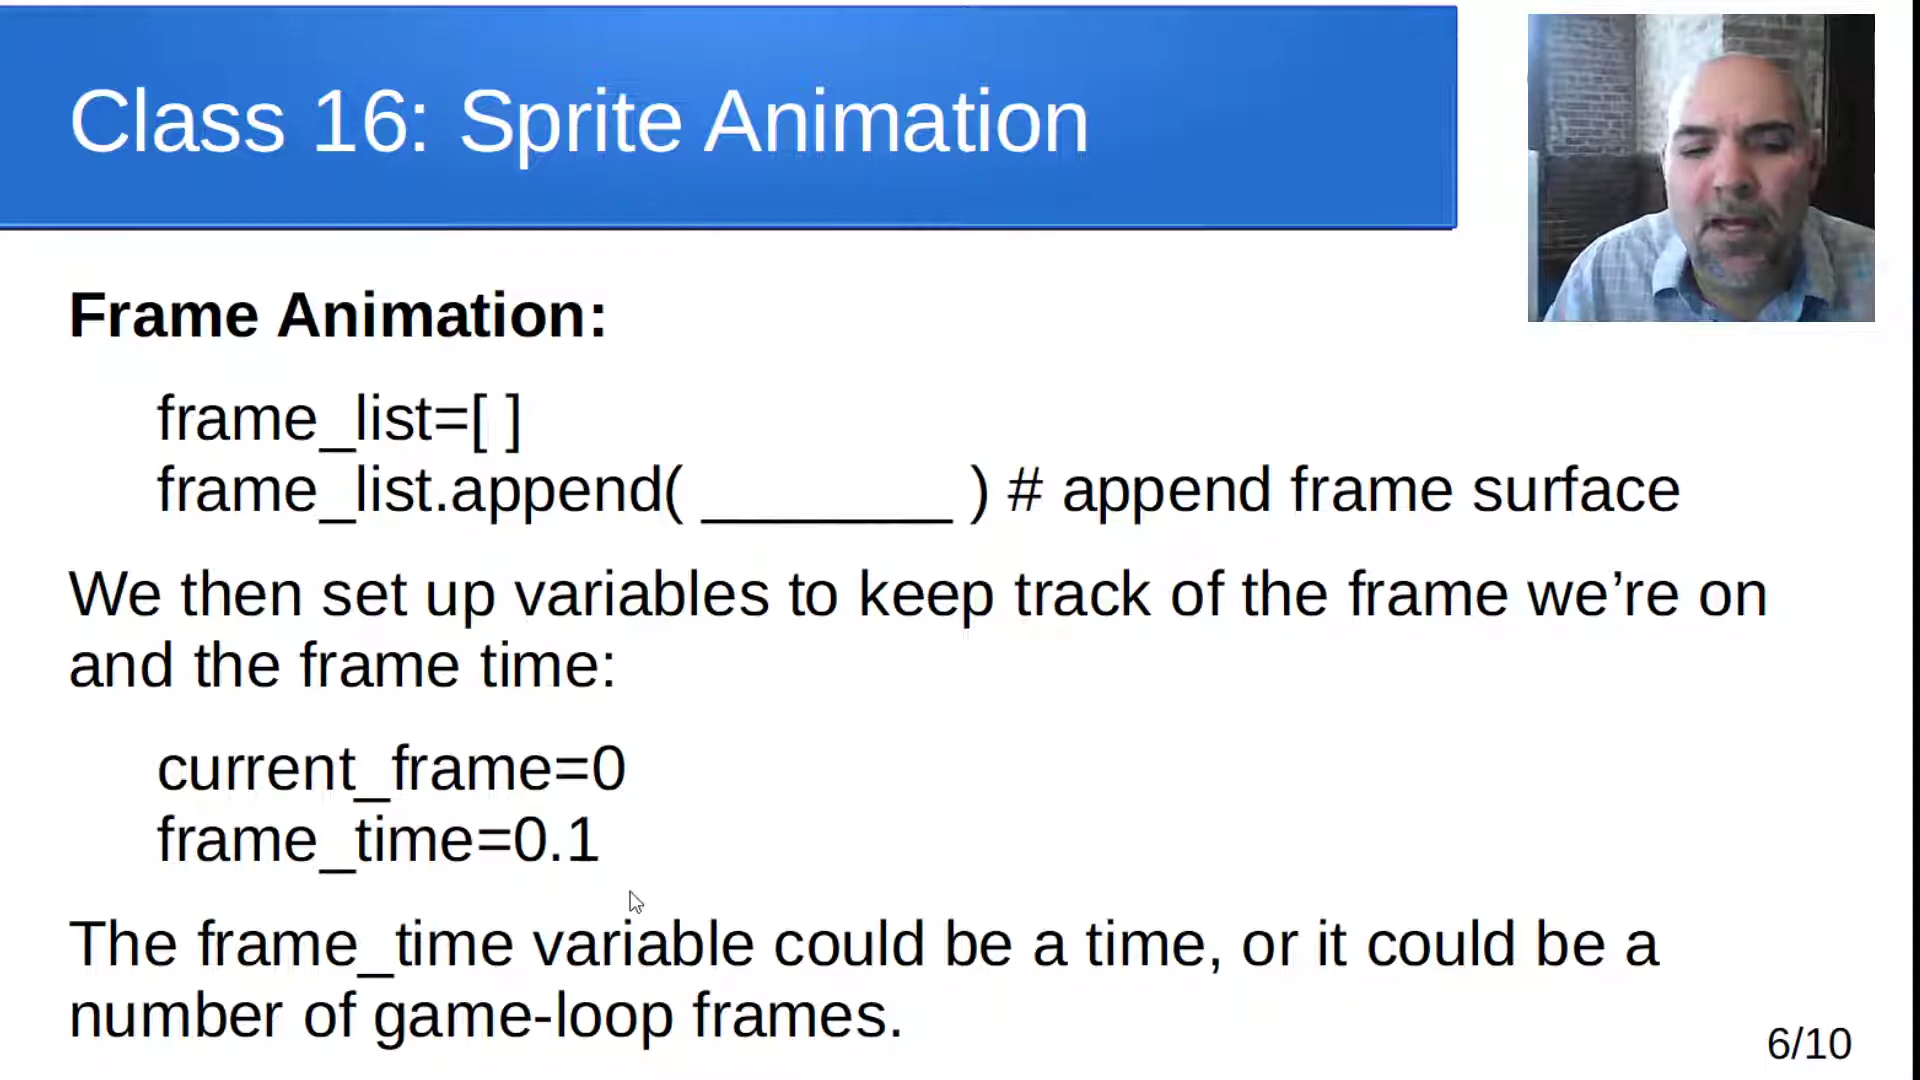 Class 16: Sprite Animation
Frame Animation:
frame_list=[ ]
frame_list.append( _______ ) # append frame surface
We then set up variables to keep track of the frame we’re on
and the frame time:
current_frame=0
frame_time=0.1
The frame_time variable could be a time, or it could be a
number of game-loop frames.
6/10